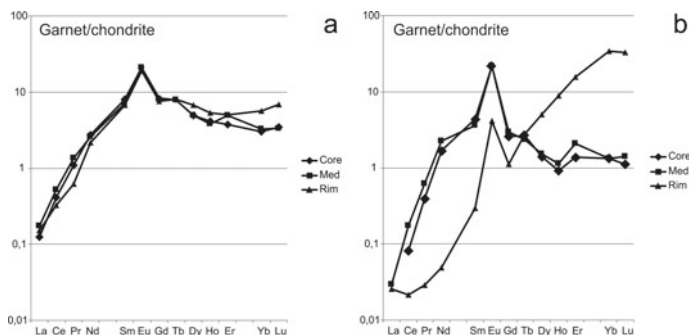 Garnet/chondrite
a
100
10
1
0,1
0,01
La Ce Pr Nd Sm Eu Gd Tb Dy Ho Er Yb Lu
Core
Med
Rim
Garnet/chondrite
b
100
10
1
0,1
0,01
La Ce Pr Nd Sm Eu Gd Tb Dy Ho Er Yb Lu
Core
Med
Rim